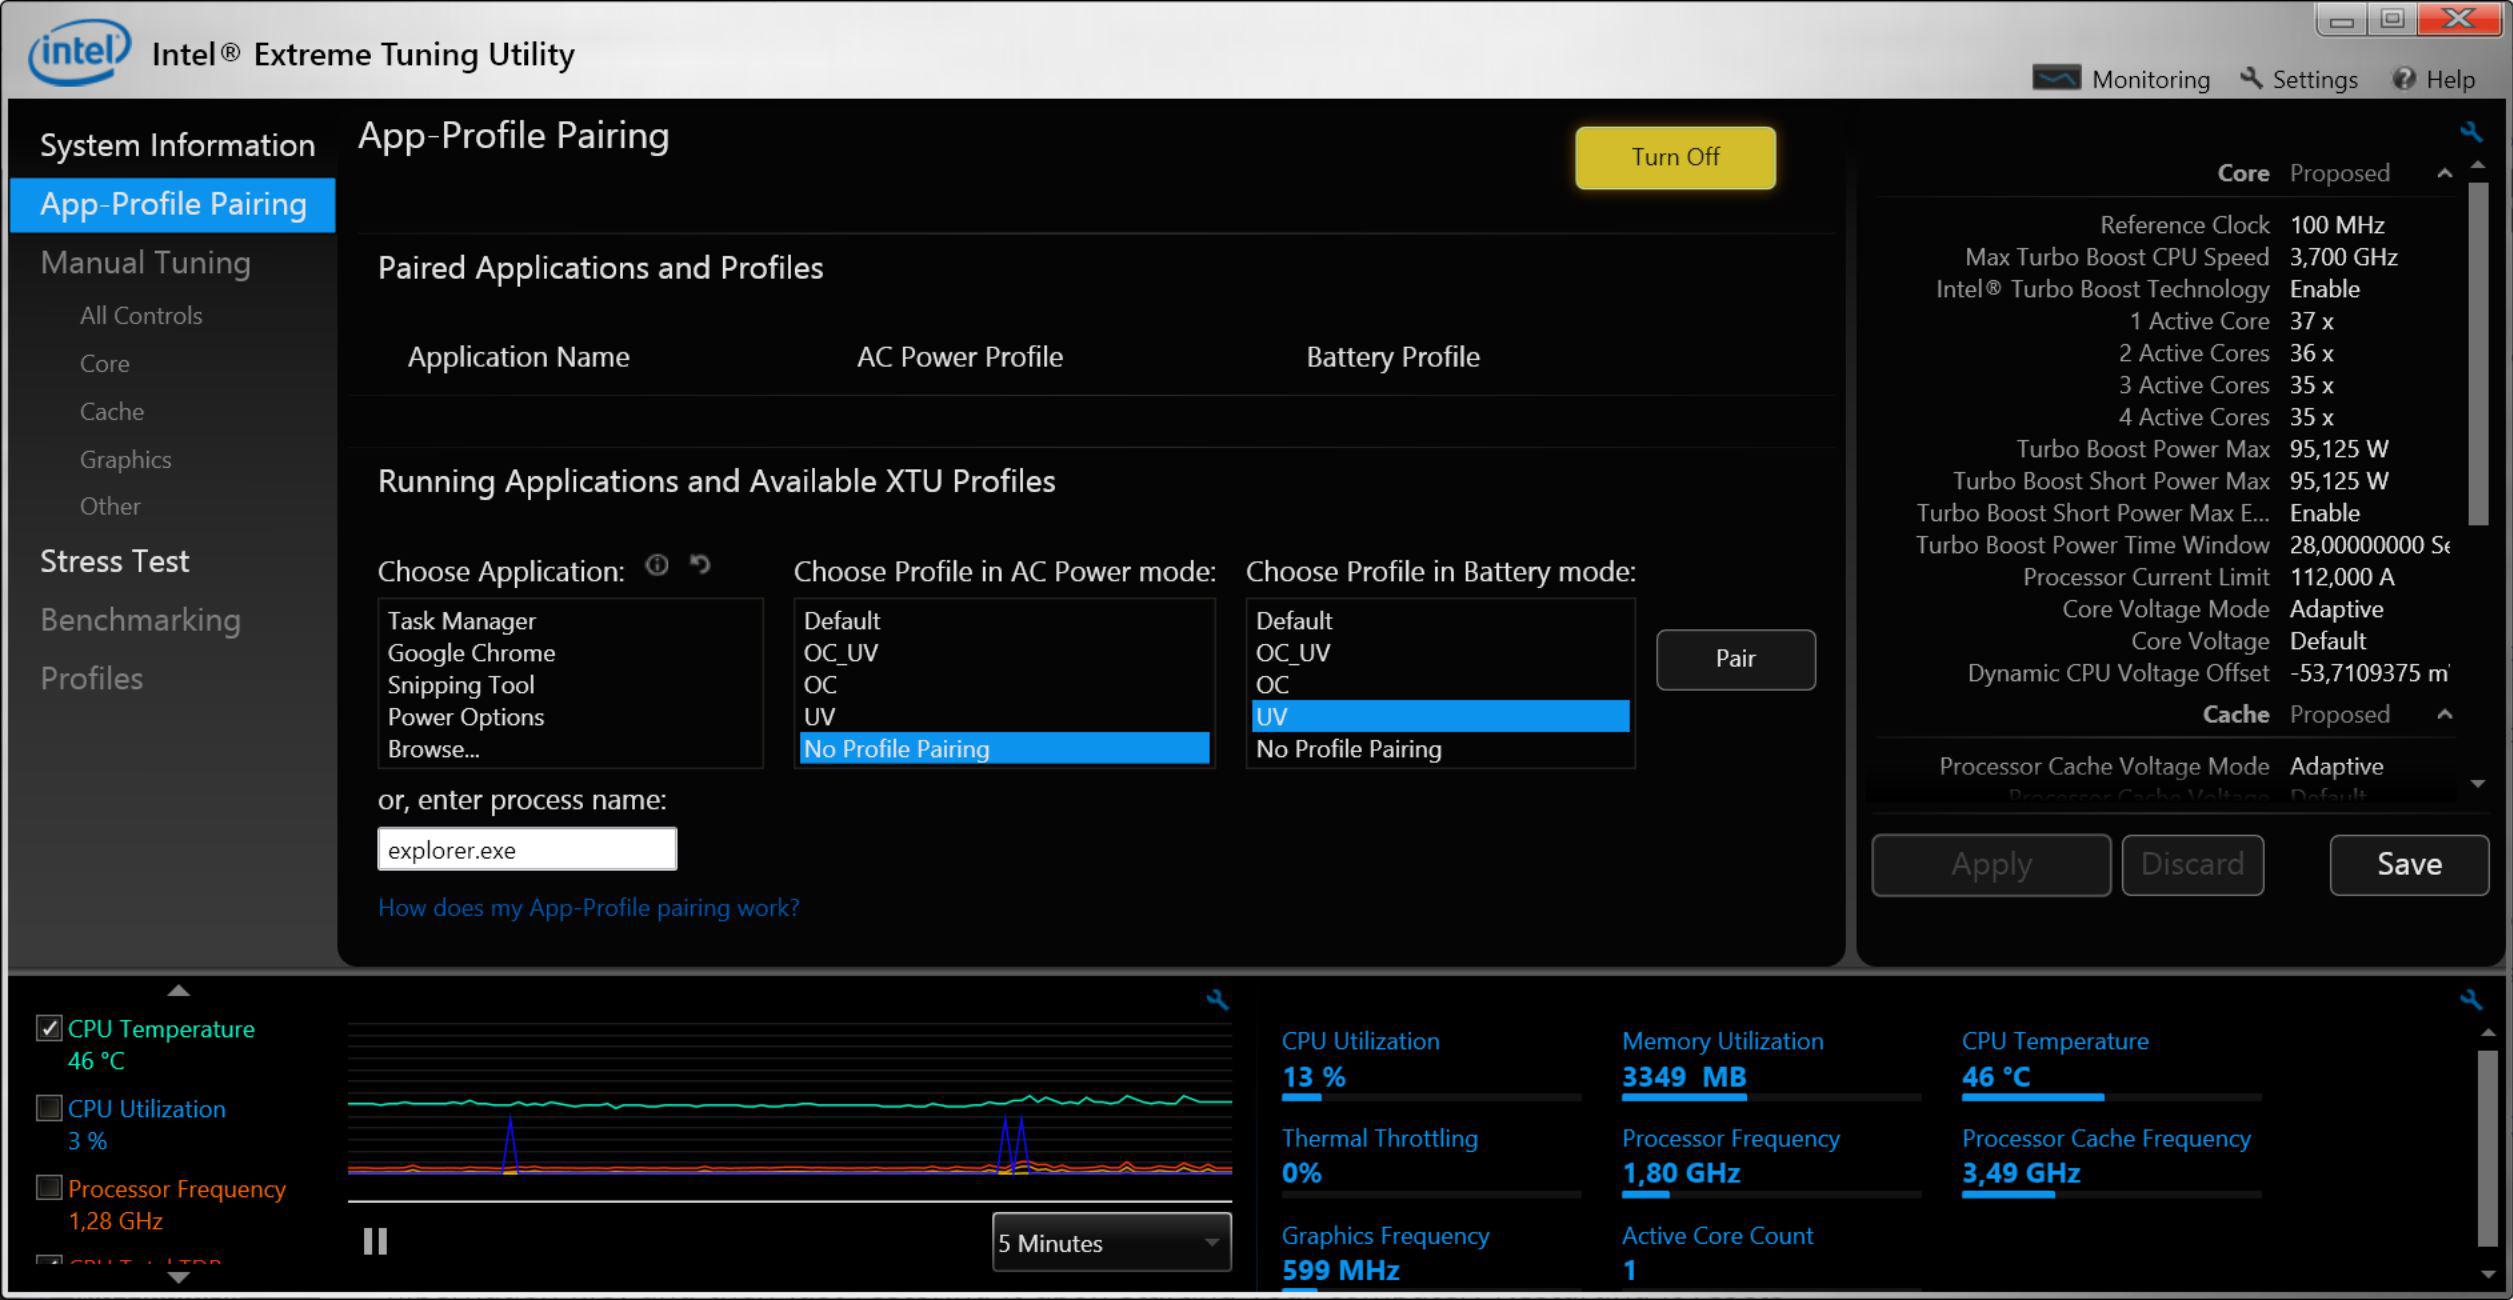 intel
Intel® Extreme Tuning Utility
Monitoring
Settings
Help
System Information
App-Profile Pairing
Manual Tuning
All Controls
Core
Cache
Graphics
Other
Stress Test
Benchmarking
Profiles
App-Profile Pairing
Turn Off
Paired Applications and Profiles
Application Name AC Power Profile Battery Profile
Running Applications and Available XTU Profiles
Choose Application:
Task Manager
Google Chrome
Snipping Tool
Power Options
Browse...
or, enter process name:
explorer.exe
How does my App-Profile pairing work?
Choose Profile in AC Power mode:
Default
OC_UV
OC
UV
No Profile Pairing
Choose Profile in Battery mode:
Default
OC_UV
OC
UV
No Profile Pairing
Pair
Core Proposed
Reference Clock 100 MHz
Max Turbo Boost CPU Speed 3,700 GHz
Intel® Turbo Boost Technology Enable
1 Active Core 37 x
2 Active Cores 36 x
3 Active Cores 35 x
4 Active Cores 35 x
Turbo Boost Power Max 95,125 W
Turbo Boost Short Power Max 95,125 W
Turbo Boost Short Power Max E... Enable
Turbo Boost Power Time Window 28,00000000 Se
Processor Current Limit 112,000 A
Core Voltage Mode Adaptive
Core Voltage Default
Dynamic CPU Voltage Offset -53,7109375 m
Cache Proposed
Processor Cache Voltage Mode Adaptive
Processor Cache Voltage Default
Apply
Discard
Save
CPU Temperature
46 °C
CPU Utilization
3 %
Processor Frequency
1,28 GHz
CPU Total TDP
5 Minutes
CPU Utilization
13 %
Memory Utilization
3349 MB
CPU Temperature
46 °C
Thermal Throttling
0%
Processor Frequency
1,80 GHz
Processor Cache Frequency
3,49 GHz
Graphics Frequency
599 MHz
Active Core Count
1